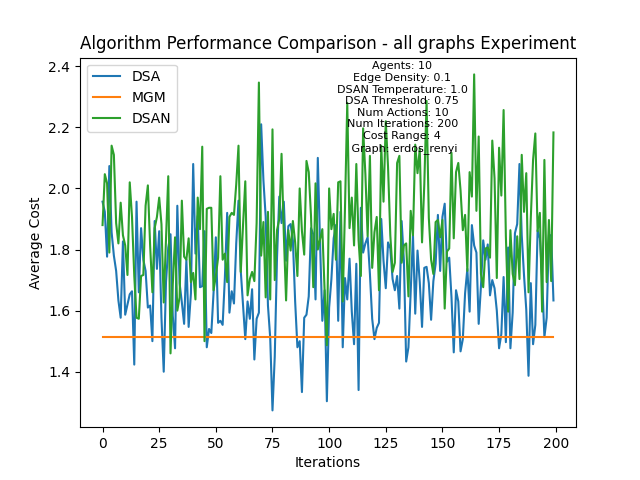 Algorithm Performance Comparison - all graphs Experiment
DSA
MGM
DSAN
Agents: 10
Edge Density: 0.1
DSAN Temperature: 1.0
DSA Threshold: 0.75
Num Actions: 10
Num Iterations: 200
Cost Range: 4
Graph: erdos_renyi
2.4
2.2
2.0
1.8
1.6
1.4
Average Cost
0 25 50 75 100 125 150 175 200
Iterations